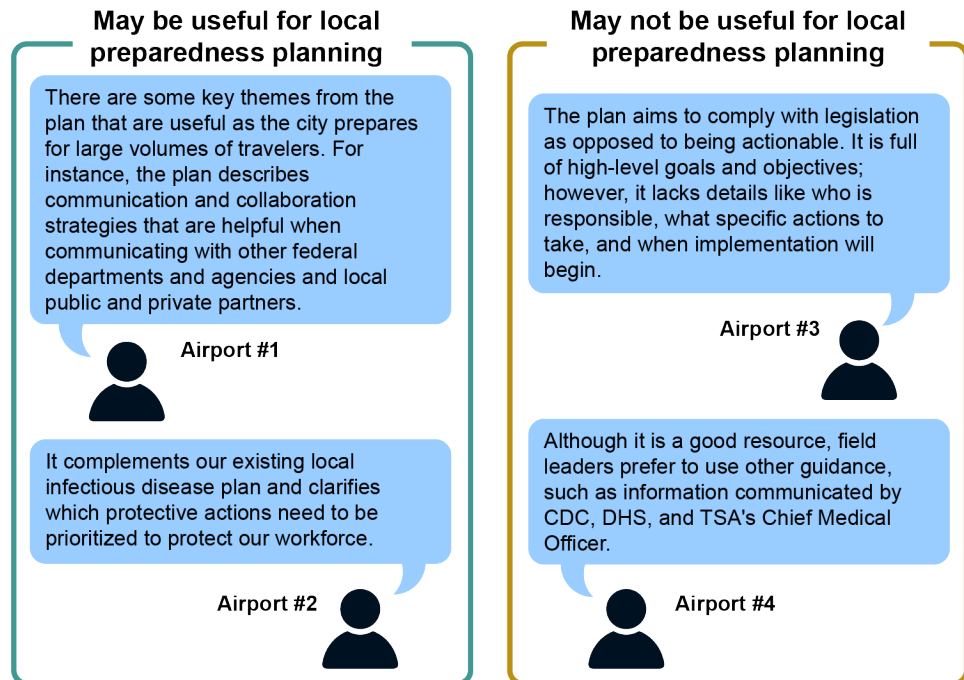 May be useful for local
preparedness planning
There are some key themes from the
plan that are useful as the city prepares
for large volumes of travelers. For
instance, the plan describes
communication and collaboration
strategies that are helpful when
communicating with other federal
departments and agencies and local
public and private partners.
Airport #1
It complements our existing local
infectious disease plan and clarifies
which protective actions need to be
prioritized to protect our workforce.
Airport #2
May not be useful for local
preparedness planning
The plan aims to comply with legislation
as opposed to being actionable. It is full
of high-level goals and objectives;
however, it lacks details like who is
responsible, what specific actions to
take, and when implementation will
begin.
Airport #3
Although it is a good resource, field
leaders prefer to use other guidance,
such as information communicated by
CDC, DHS, and TSA's Chief Medical
Officer.
Airport #4